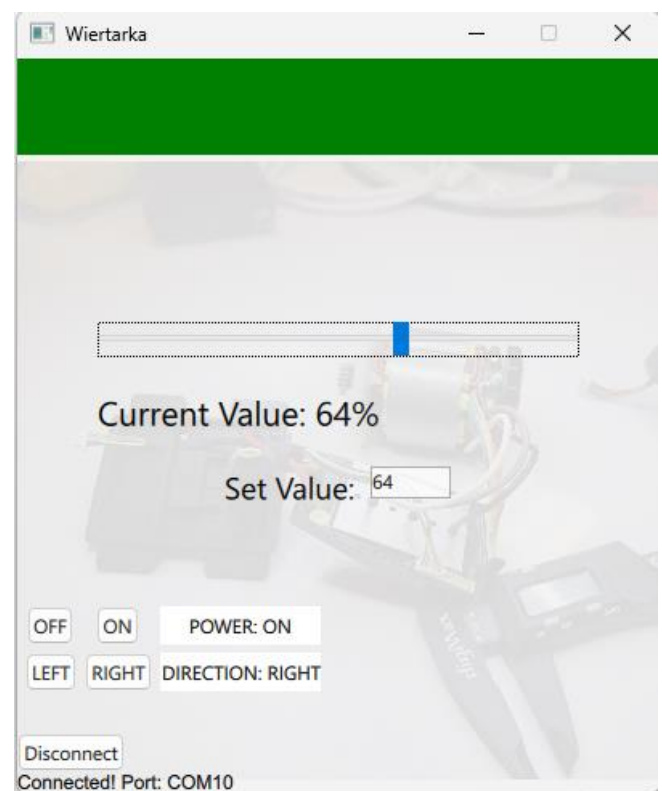 Wiertarka
Current Value: 64%
Set Value: 64
OFF ON POWER: ON
LEFT RIGHT DIRECTION: RIGHT
Disconnect
Connected! Port: COM10
digiMax